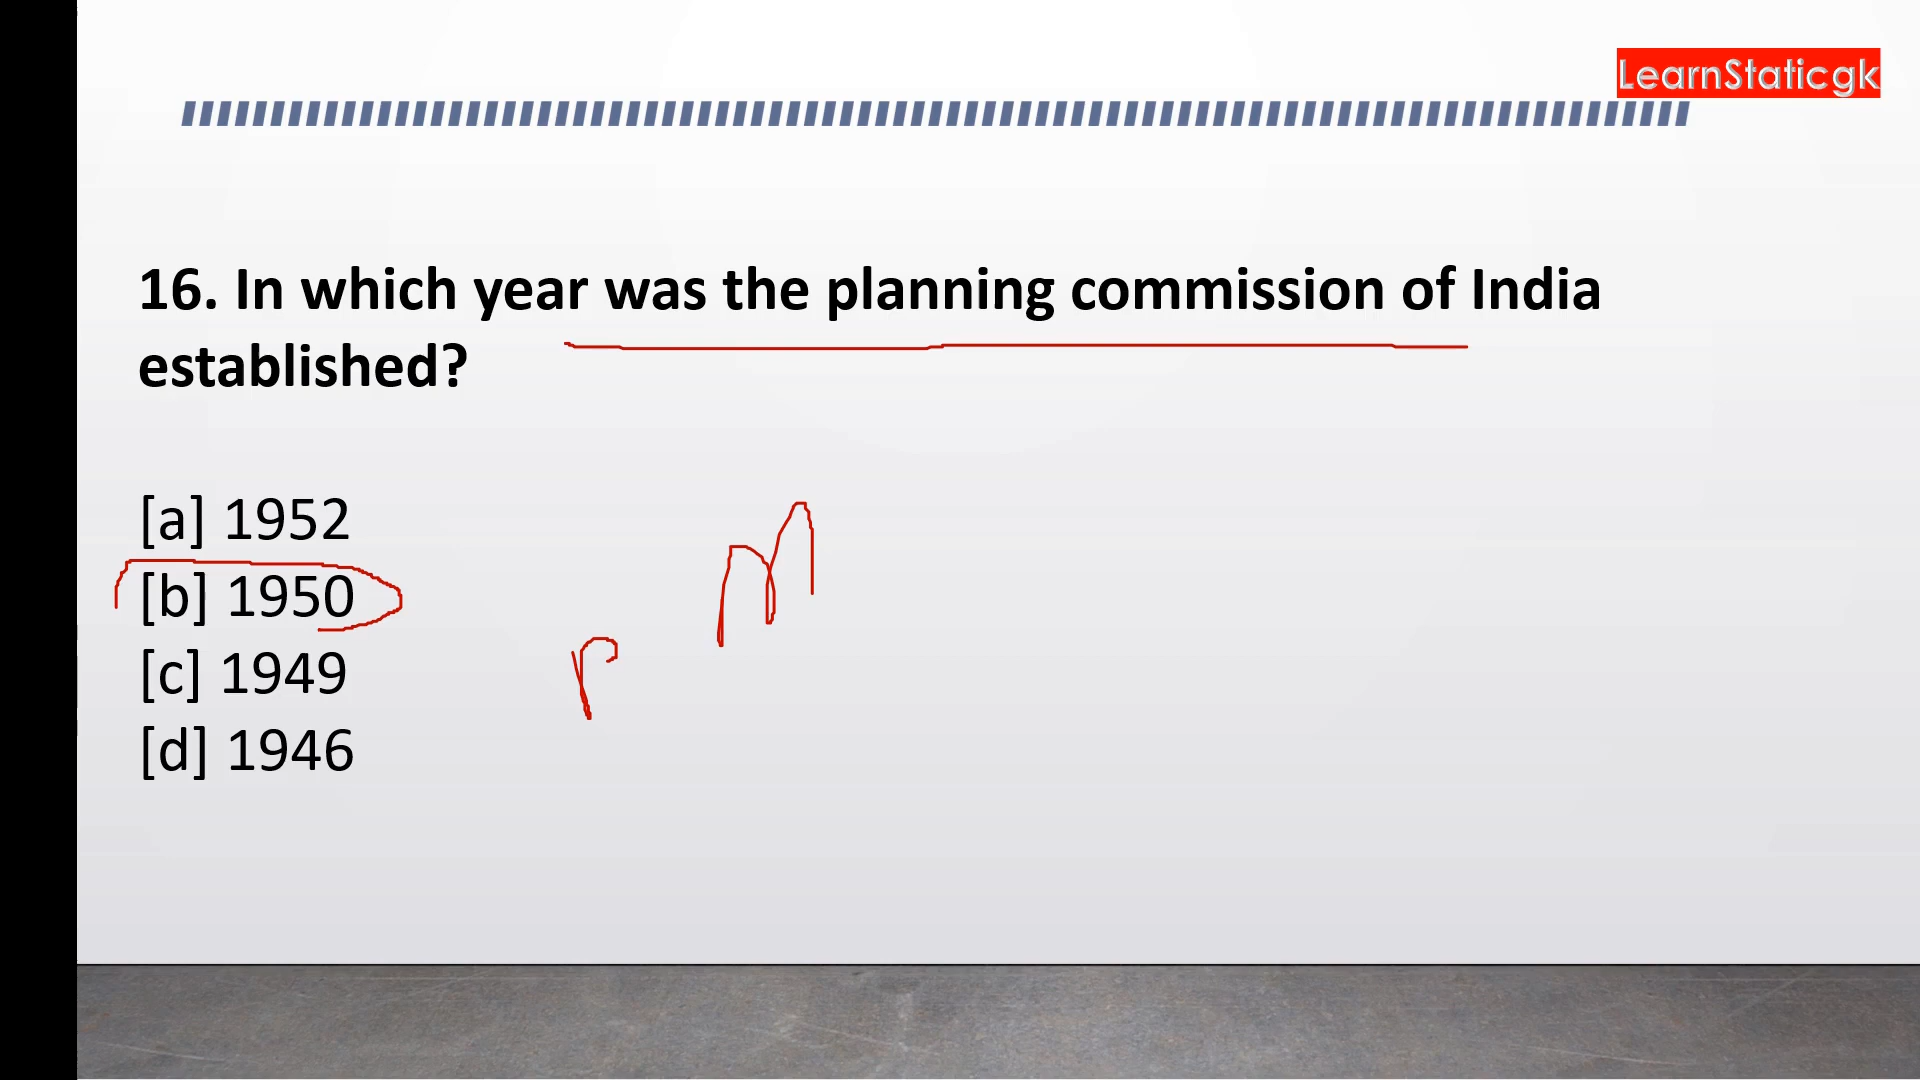 LearnStaticgk
16. In which year was the planning commission of India
established?
[a] 1952
[b] 1950
[c] 1949
[d] 1946
M
P